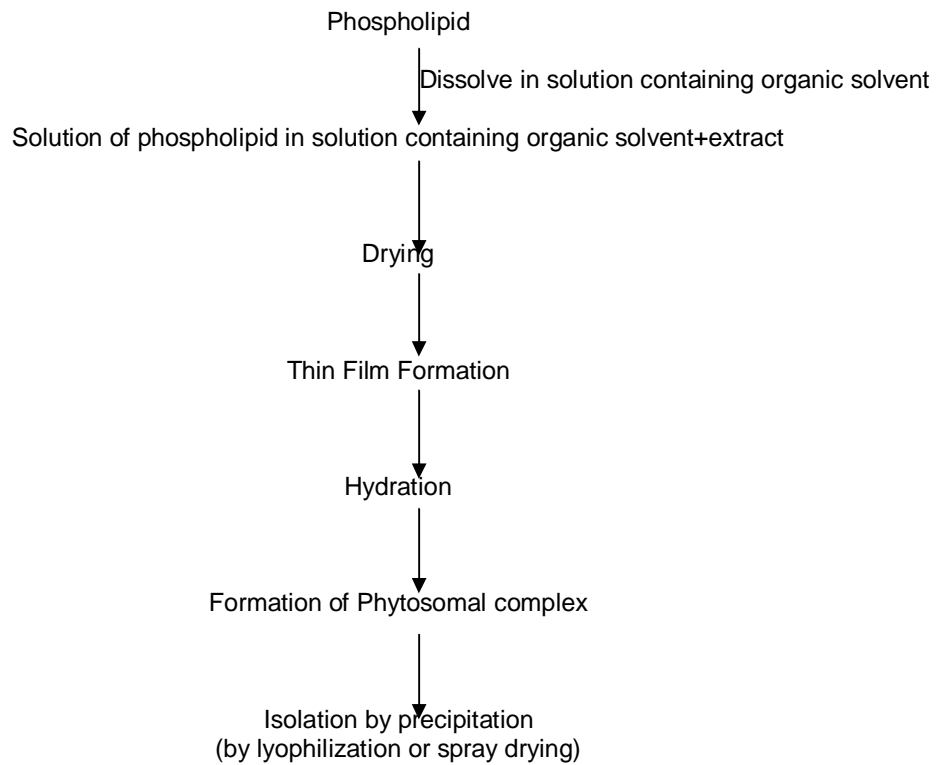 Phospholipid
Dissolve in solution containing organic solvent
Solution of phospholipid in solution containing organic solvent+extract
Drying
Thin Film Formation
Hydration
Formation of Phytosomal complex
Isolation by precipitation
(by lyophilization or spray drying)